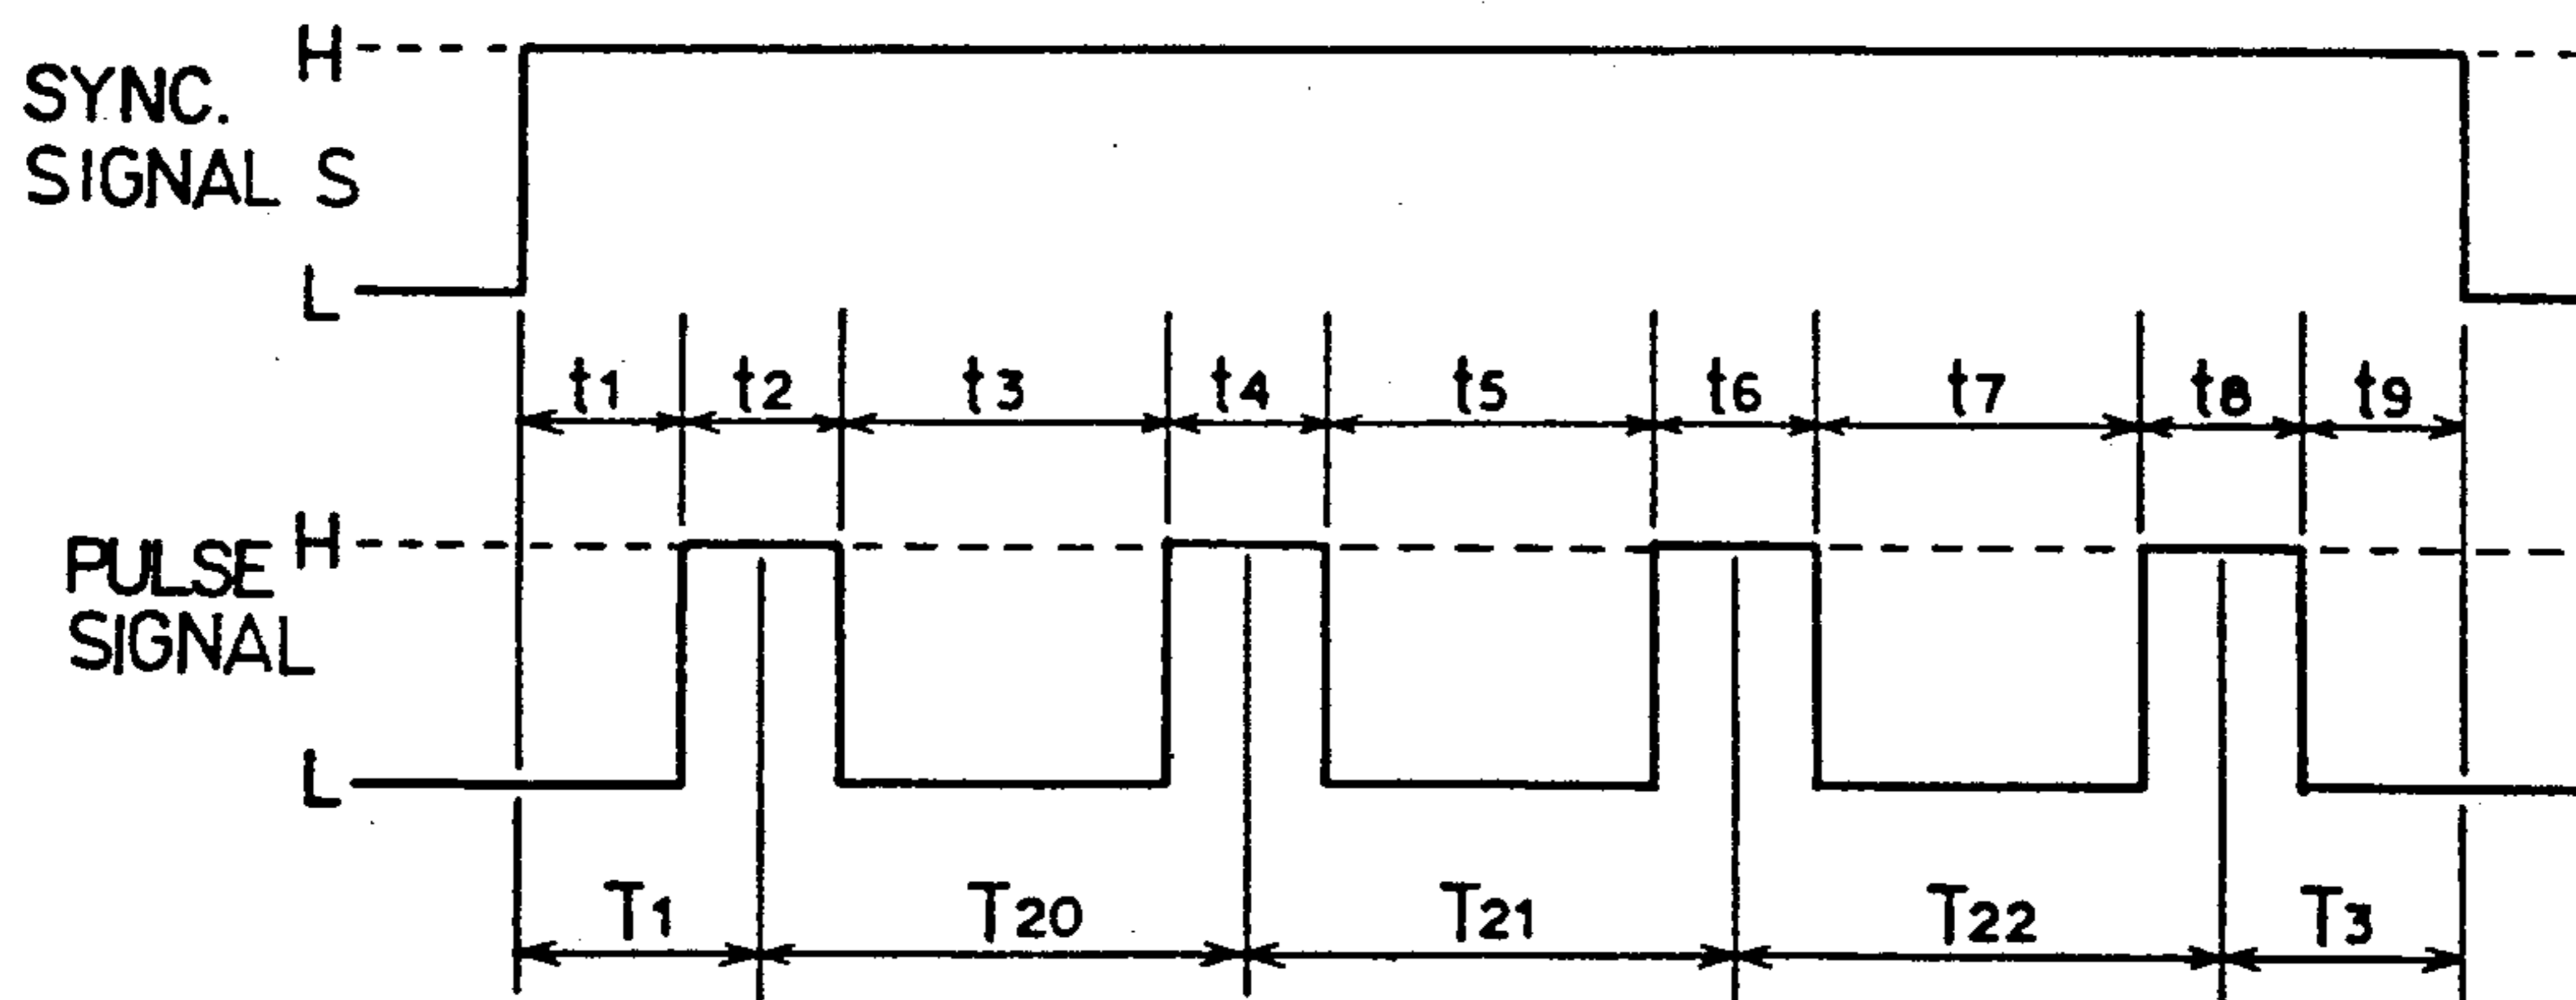 H
SYNC.
SIGNAL S
L
t1 t2 t3 t4 t5 t6 t7 t8 t9
H
PULSE
SIGNAL
L
T1 T20 T21 T22 T3